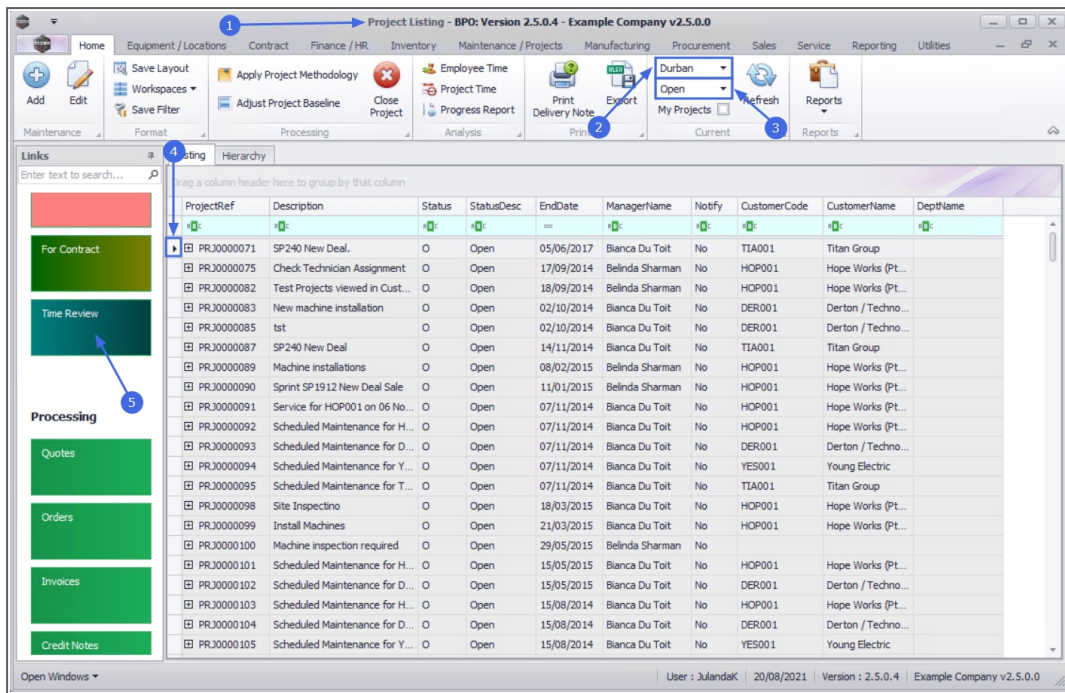 1
Project Listing - BPO: Version 2.5.0.4 - Example Company v2.5.0.0
Home Equipment / Locations Contract Finance / HR Inventory Maintenance / Projects Manufacturing Procurement Sales Service Reporting Utilities
Add
Edit
Save Layout
Workspaces
Save Filter
Apply Project Methodology
Adjust Project Baseline
Close
Project
Employee Time
Project Time
Progress Report
Print
Delivery Note
Export
Durban
Open
My Projects
Refresh
Reports
2
3
Maintenance Format Processing Analysis Print Current Reports
Links
4
Enter text to search...
For Contract
Time Review
5
Processing
Quotes
Orders
Invoices
Credit Notes
Listing Hierarchy
Drag a column header here to group by that column
ProjectRef Description Status StatusDesc EndDate ManagerName Notify CustomerCode CustomerName DeptName
PRJ0000071 SP240 New Deal. O Open 05/06/2017 Bianca Du Toit No TIA001 Titan Group
PRJ0000075 Check Technician Assignment O Open 17/09/2014 Belinda Sharman No HOP001 Hope Works (Pt...
PRJ0000082 Test Projects viewed in Cust... O Open 18/09/2014 Belinda Sharman No HOP001 Hope Works (Pt...
PRJ0000083 New machine installation O Open 02/10/2014 Bianca Du Toit No DER001 Derton / Techno...
PRJ0000085 tst O Open 02/10/2014 Bianca Du Toit No DER001 Derton / Techno...
PRJ0000087 SP240 New Deal O Open 14/11/2014 Bianca Du Toit No TIA001 Titan Group
PRJ0000089 Machine installations O Open 08/02/2015 Belinda Sharman No HOP001 Hope Works (Pt...
PRJ0000090 Sprint SP1912 New Deal Sale O Open 11/01/2015 Belinda Sharman No HOP001 Hope Works (Pt...
PRJ0000091 Service for HOP001 on 06 No... O Open 07/11/2014 Bianca Du Toit No HOP001 Hope Works (Pt...
PRJ0000092 Scheduled Maintenance for H... O Open 07/11/2014 Bianca Du Toit No HOP001 Hope Works (Pt...
PRJ0000093 Scheduled Maintenance for D... O Open 07/11/2014 Bianca Du Toit No DER001 Derton / Techno...
PRJ0000094 Scheduled Maintenance for Y... O Open 07/11/2014 Bianca Du Toit No YES001 Young Electric
PRJ0000095 Scheduled Maintenance for T... O Open 07/11/2014 Bianca Du Toit No TIA001 Titan Group
PRJ0000098 Site Inspectino O Open 18/03/2015 Bianca Du Toit No HOP001 Hope Works (Pt...
PRJ0000099 Install Machines O Open 21/03/2015 Bianca Du Toit No HOP001 Hope Works (Pt...
PRJ0000100 Machine inspection required O Open 29/05/2015 Belinda Sharman No
PRJ0000101 Scheduled Maintenance for H... O Open 15/05/2015 Bianca Du Toit No HOP001 Hope Works (Pt...
PRJ0000102 Scheduled Maintenance for D... O Open 15/05/2015 Bianca Du Toit No DER001 Derton / Techno...
PRJ0000103 Scheduled Maintenance for H... O Open 15/08/2014 Bianca Du Toit No HOP001 Hope Works (Pt...
PRJ0000104 Scheduled Maintenance for D... O Open 15/08/2014 Bianca Du Toit No DER001 Derton / Techno...
PRJ0000105 Scheduled Maintenance for Y... O Open 15/08/2014 Bianca Du Toit No YES001 Young Electric
Open Windows User : JulandaK 20/08/2021 Version : 2.5.0.4 Example Company v2.5.0.0